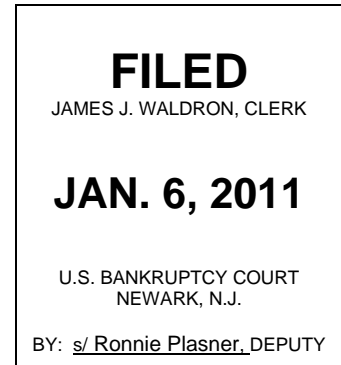 FILED
JAMES J. WALDRON, CLERK
JAN. 6, 2011
U.S. BANKRUPTCY COURT
NEWARK, N.J.
BY: s/ Ronnie Plasner, DEPUTY